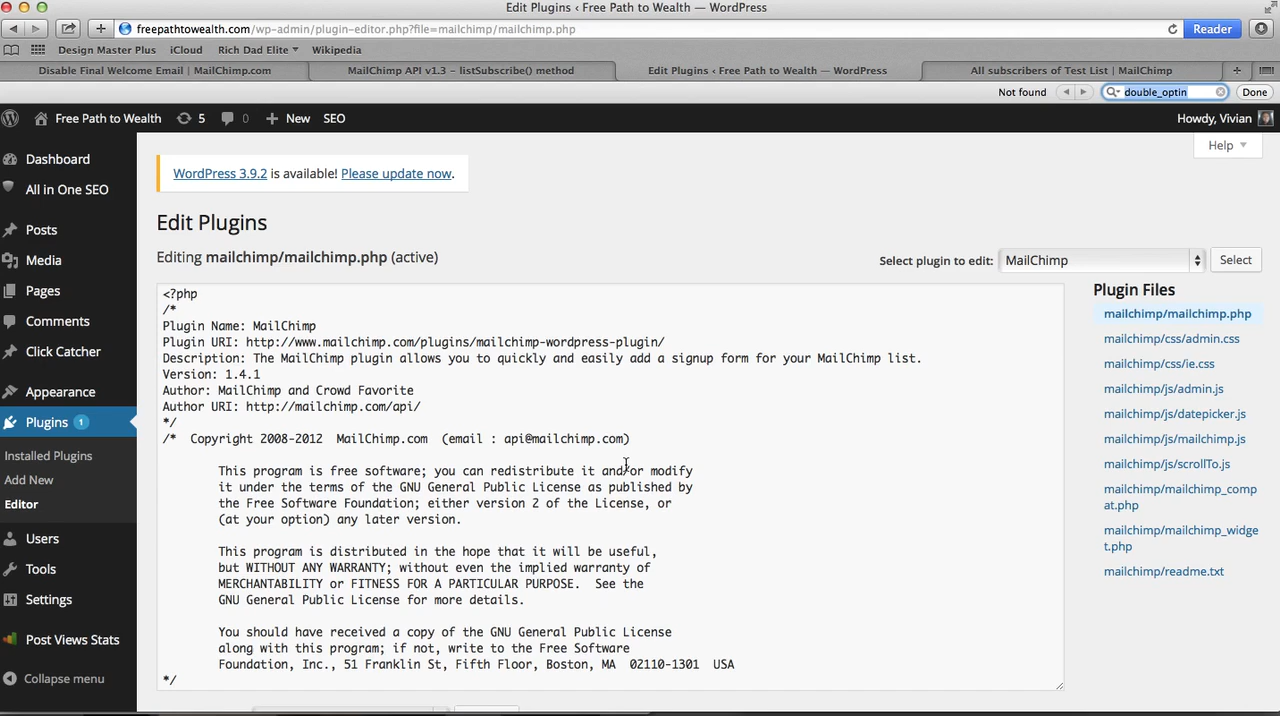 Edit Plugins ‹ Free Path to Wealth — WordPress
freepathtowealth.com/wp-admin/plugin-editor.php?file=mailchimp/mailchimp.php
Reader
Design Master Plus iCloud Rich Dad Elite Wikipedia
Disable Final Welcome Email | MailChimp.com
MailChimp API v1.3 – listSubscribe() method
Edit Plugins ‹ Free Path to Wealth — WordPress
All subscribers of Test List | MailChimp
Not found
double_optin
Done
Free Path to Wealth 5 0 New SEO
Howdy, Vivian
Help
Dashboard
All in One SEO
Posts
Media
Pages
Comments
Click Catcher
Appearance
Plugins 1
Installed Plugins
Add New
Editor
Users
Tools
Settings
Post Views Stats
Collapse menu
WordPress 3.9.2 is available! Please update now.
Edit Plugins
Editing mailchimp/mailchimp.php (active)
Select plugin to edit: MailChimp Select
<?php
/*
Plugin Name: MailChimp
Plugin URI: http://www.mailchimp.com/plugins/mailchimp-wordpress-plugin/
Description: The MailChimp plugin allows you to quickly and easily add a signup form for your MailChimp list.
Version: 1.4.1
Author: MailChimp and Crowd Favorite
Author URI: http://mailchimp.com/api/
*/
/*  Copyright 2008-2012  MailChimp.com  (email : api@mailchimp.com)
This program is free software; you can redistribute it and/or modify
it under the terms of the GNU General Public License as published by
the Free Software Foundation; either version 2 of the License, or
(at your option) any later version.
This program is distributed in the hope that it will be useful,
but WITHOUT ANY WARRANTY; without even the implied warranty of
MERCHANTABILITY or FITNESS FOR A PARTICULAR PURPOSE.  See the
GNU General Public License for more details.
You should have received a copy of the GNU General Public License
along with this program; if not, write to the Free Software
Foundation, Inc., 51 Franklin St, Fifth Floor, Boston, MA  02110-1301  USA
*/
Plugin Files
mailchimp/mailchimp.php
mailchimp/css/admin.css
mailchimp/css/ie.css
mailchimp/js/admin.js
mailchimp/js/datepicker.js
mailchimp/js/mailchimp.js
mailchimp/js/scrollTo.js
mailchimp/mailchimp_comp
at.php
mailchimp/mailchimp_widge
t.php
mailchimp/readme.txt